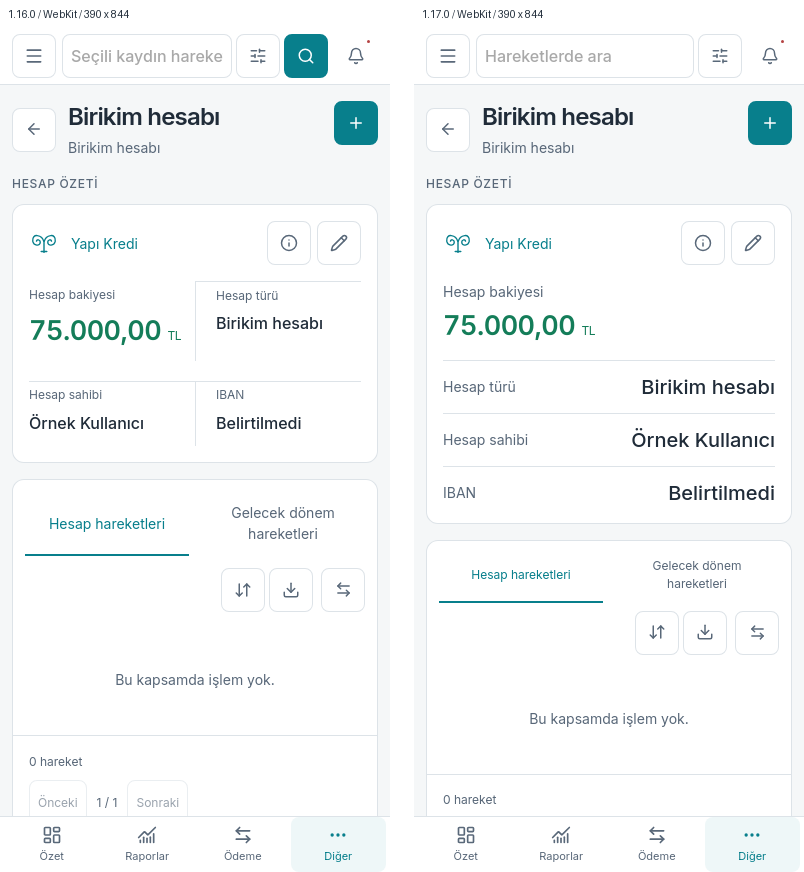 1.16.0 / WebKit / 390 x 844
Seçili kaydın hareke
Birikim hesabı
Birikim hesabı
HESAP ÖZETİ
Yapı Kredi
Hesap bakiyesi
75.000,00 TL
Hesap türü
Birikim hesabı
Hesap sahibi
Örnek Kullanıcı
IBAN
Belirtilmedi
Hesap hareketleri
Gelecek dönem
hareketleri
Bu kapsamda işlem yok.
0 hareket
Önceki
1 / 1
Sonraki
Özet
Raporlar
Ödeme
Diğer
1.17.0 / WebKit / 390 x 844
Hareketlerde ara
Birikim hesabı
Birikim hesabı
HESAP ÖZETİ
Yapı Kredi
Hesap bakiyesi
75.000,00 TL
Hesap türü
Birikim hesabı
Hesap sahibi
Örnek Kullanıcı
IBAN
Belirtilmedi
Hesap hareketleri
Gelecek dönem
hareketleri
Bu kapsamda işlem yok.
0 hareket
Özet
Raporlar
Ödeme
Diğer